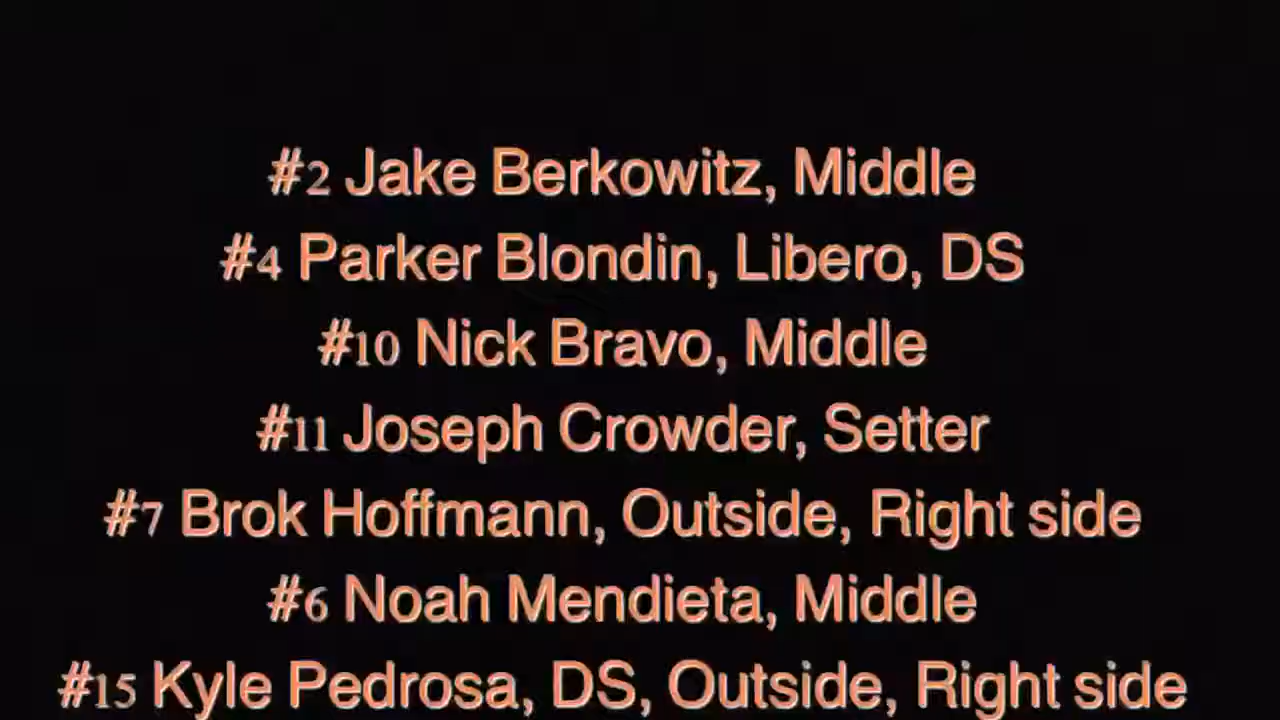 #2 Jake Berkowitz, Middle
#4 Parker Blondin, Libero, DS
#10 Nick Bravo, Middle
#11 Joseph Crowder, Setter
#7 Brok Hoffmann, Outside, Right side
#6 Noah Mendieta, Middle
#15 Kyle Pedrosa, DS, Outside, Right side